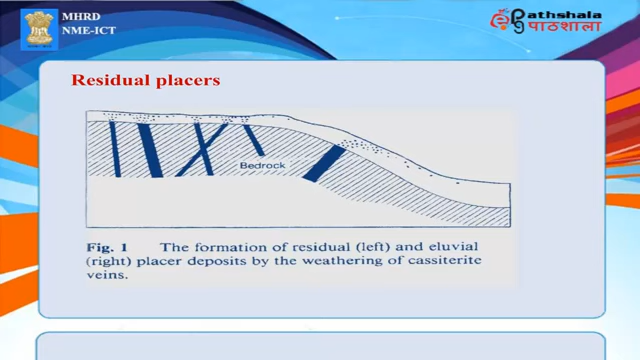 MHRD
NME-ICT
Pathshala
पाठशाला
Residual placers
Bedrock
Fig. 1 The formation of residual (left) and eluvial
(right) placer deposits by the weathering of cassiterite
veins.